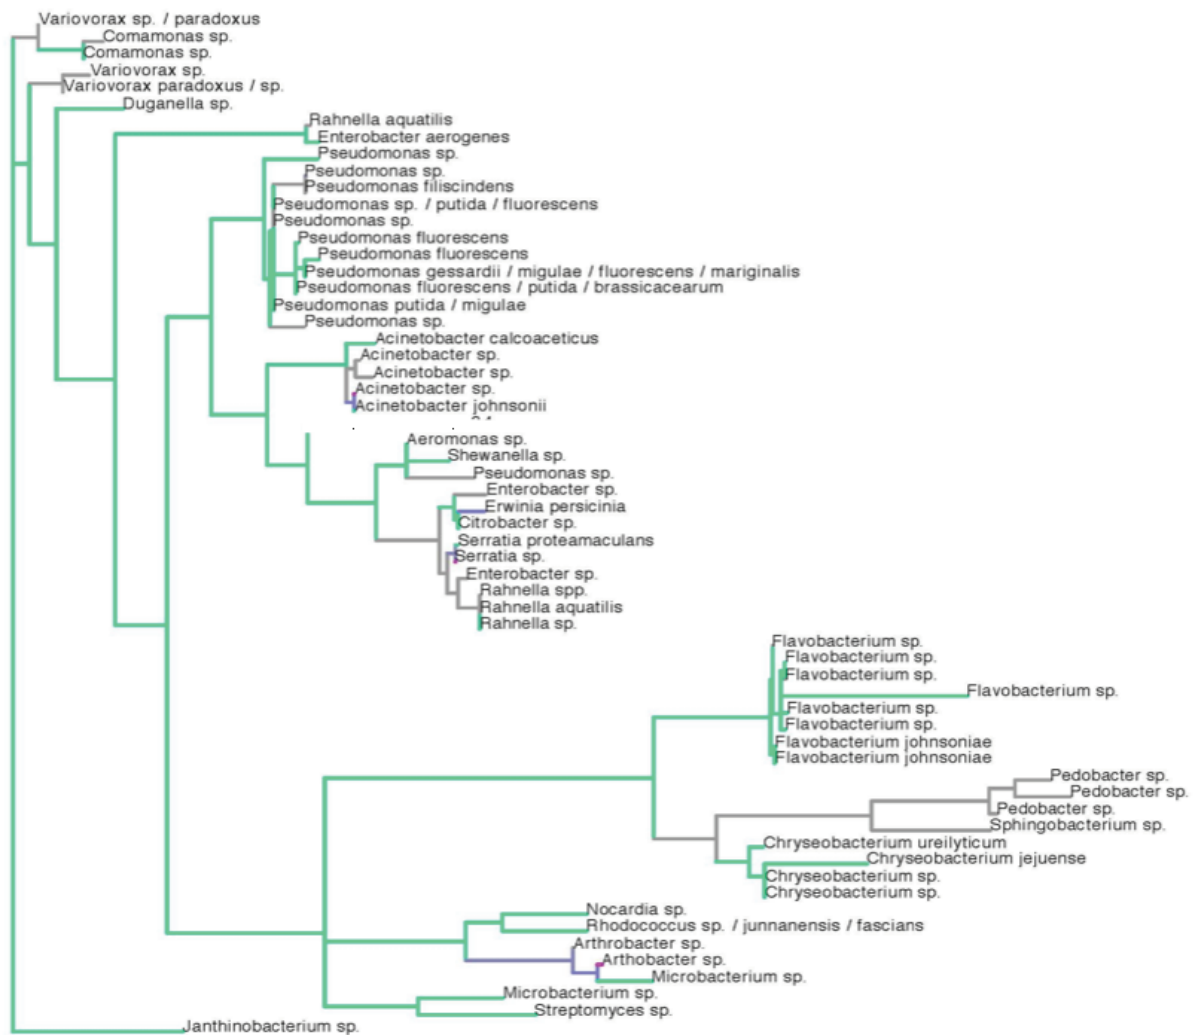 Variovorax sp. / paradoxus
Comamonas sp.
Comamonas sp.
Variovorax sp.
Variovorax paradoxus / sp.
Duganella sp.
Rahnella aquatilis
Enterobacter aerogenes
Pseudomonas sp.
Pseudomonas sp.
Pseudomonas filiscindens
Pseudomonas sp. / putida / fluorescens
Pseudomonas sp.
Pseudomonas fluorescens
Pseudomonas fluorescens
Pseudomonas gessardii / migulae / fluorescens / mariginalis
Pseudomonas fluorescens / putida / brassicacearum
Pseudomonas putida / migulae
Pseudomonas sp.
Acinetobacter calcoaceticus
Acinetobacter sp.
Acinetobacter sp.
Acinetobacter sp.
Acinetobacter johnsonii
Aeromonas sp.
Shewanella sp.
Pseudomonas sp.
Enterobacter sp.
Erwinia persicinia
Citrobacter sp.
Serratia proteamaculans
Serratia sp.
Enterobacter sp.
Rahnella spp.
Rahnella aquatilis
Rahnella sp.
Flavobacterium sp.
Flavobacterium sp.
Flavobacterium sp.
Flavobacterium sp.
Flavobacterium sp.
Flavobacterium sp.
Flavobacterium johnsoniae
Flavobacterium johnsoniae
Pedobacter sp.
Pedobacter sp.
Pedobacter sp.
Sphingobacterium sp.
Chryseobacterium ureilyticum
Chryseobacterium jejuense
Chryseobacterium sp.
Chryseobacterium sp.
Nocardia sp.
Rhodococcus sp. / junnanensis / fascians
Arthrobacter sp.
Arthobacter sp.
Microbacterium sp.
Microbacterium sp.
Streptomyces sp.
Janthinobacterium sp.